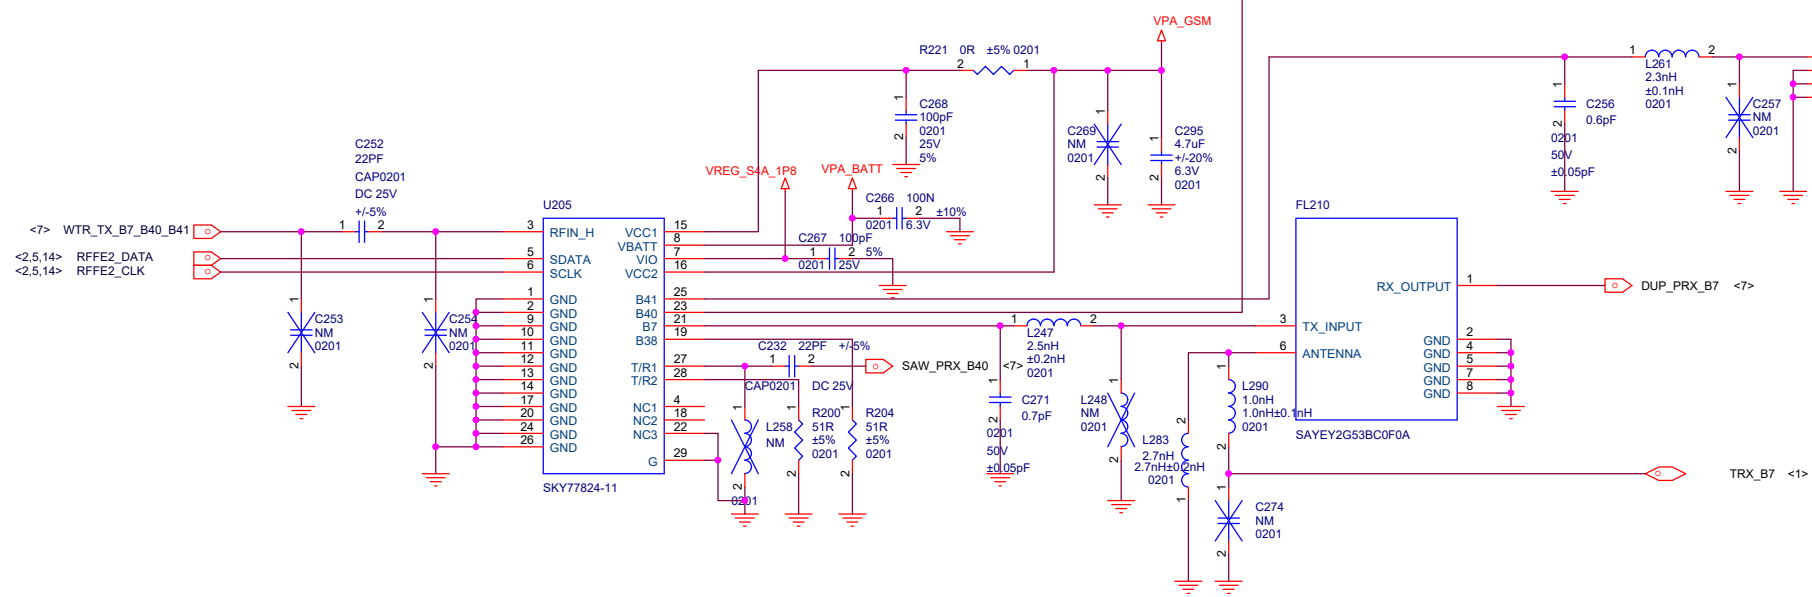 VPA_GSM
R221 0R ±5% 0201
2 1
1 2
L261
2.3nH
±0.1nH
0201
1
C268
100pF
0201
25V
5%
2
1
C269
NM
0201
2
1
C295
4.7uF
+/-20%
6.3V
0201
2
1
C256
0.6pF
2
0201
50V
±0.05pF
1
C257
NM
0201
2
C252
22PF
CAP0201
DC 25V
+/-5%
1 2
VREG_S4A_1P8
VPA_BATT
C266 100N
1 2 ±10%
0201 6.3V
C267 100pF
1 2 5%
0201 25V
<7> WTR_TX_B7_B40_B41
<2,5,14> RFFE2_DATA
<2,5,14> RFFE2_CLK
1
C253
NM
0201
2
1
C254
NM
0201
2
U205
3 RFIN_H
5 SDATA
6 SCLK
1 GND
2 GND
9 GND
10 GND
11 GND
12 GND
13 GND
14 GND
17 GND
20 GND
24 GND
26 GND
VCC1 15
VBATT 8
VIO 7
VCC2 16
B41 25
B40 23
B7 21
B38 19
T/R1 27
T/R2 28
NC1 4
NC2 18
NC3 22
G 29
SKY77824-11
C232 22PF +/-5%
1 2
CAP0201 DC 25V
SAW_PRX_B40 <7>
1
L258
NM
2
0201
1
R200
51R
±5%
0201
2
1
R204
51R
±5%
0201
2
1 2
L247
2.5nH
±0.2nH
0201
1
C271
0.7pF
2
0201
50V
±0.05pF
1
L248
NM
0201
2
2
L283
2.7nH
2.7nH±0.2nH
0201
1
1
L290
1.0nH
1.0nH±0.1nH
0201
2
1
C274
NM
0201
2
FL210
RX_OUTPUT 1
3 TX_INPUT
6 ANTENNA
GND 2
GND 4
GND 5
GND 7
GND 8
SAYEY2G53BC0F0A
DUP_PRX_B7 <7>
TRX_B7 <1>